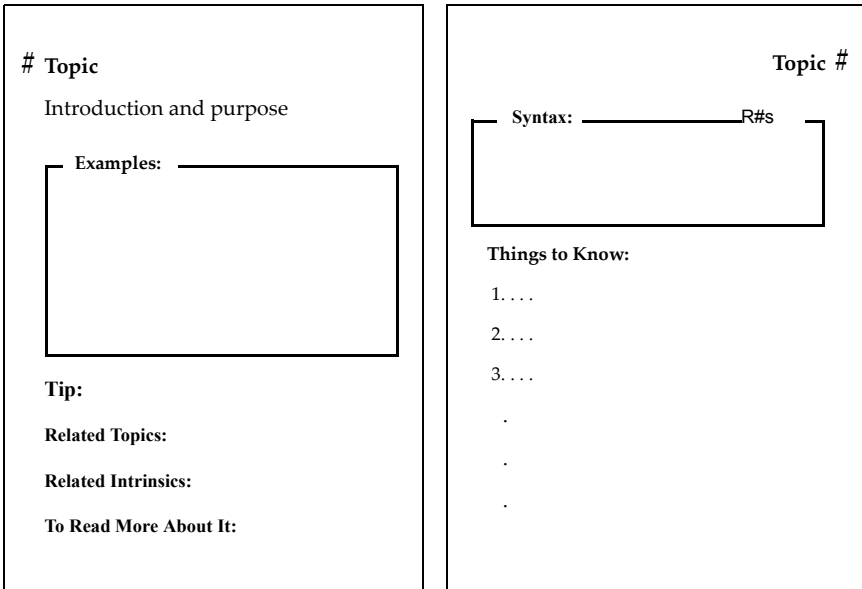 # Topic
Introduction and purpose
Examples:
Tip:
Related Topics:
Related Intrinsics:
To Read More About It:
Topic #
Syntax: R#s
Things to Know:
1. . . .
2. . . .
3. . . .
.
.
.